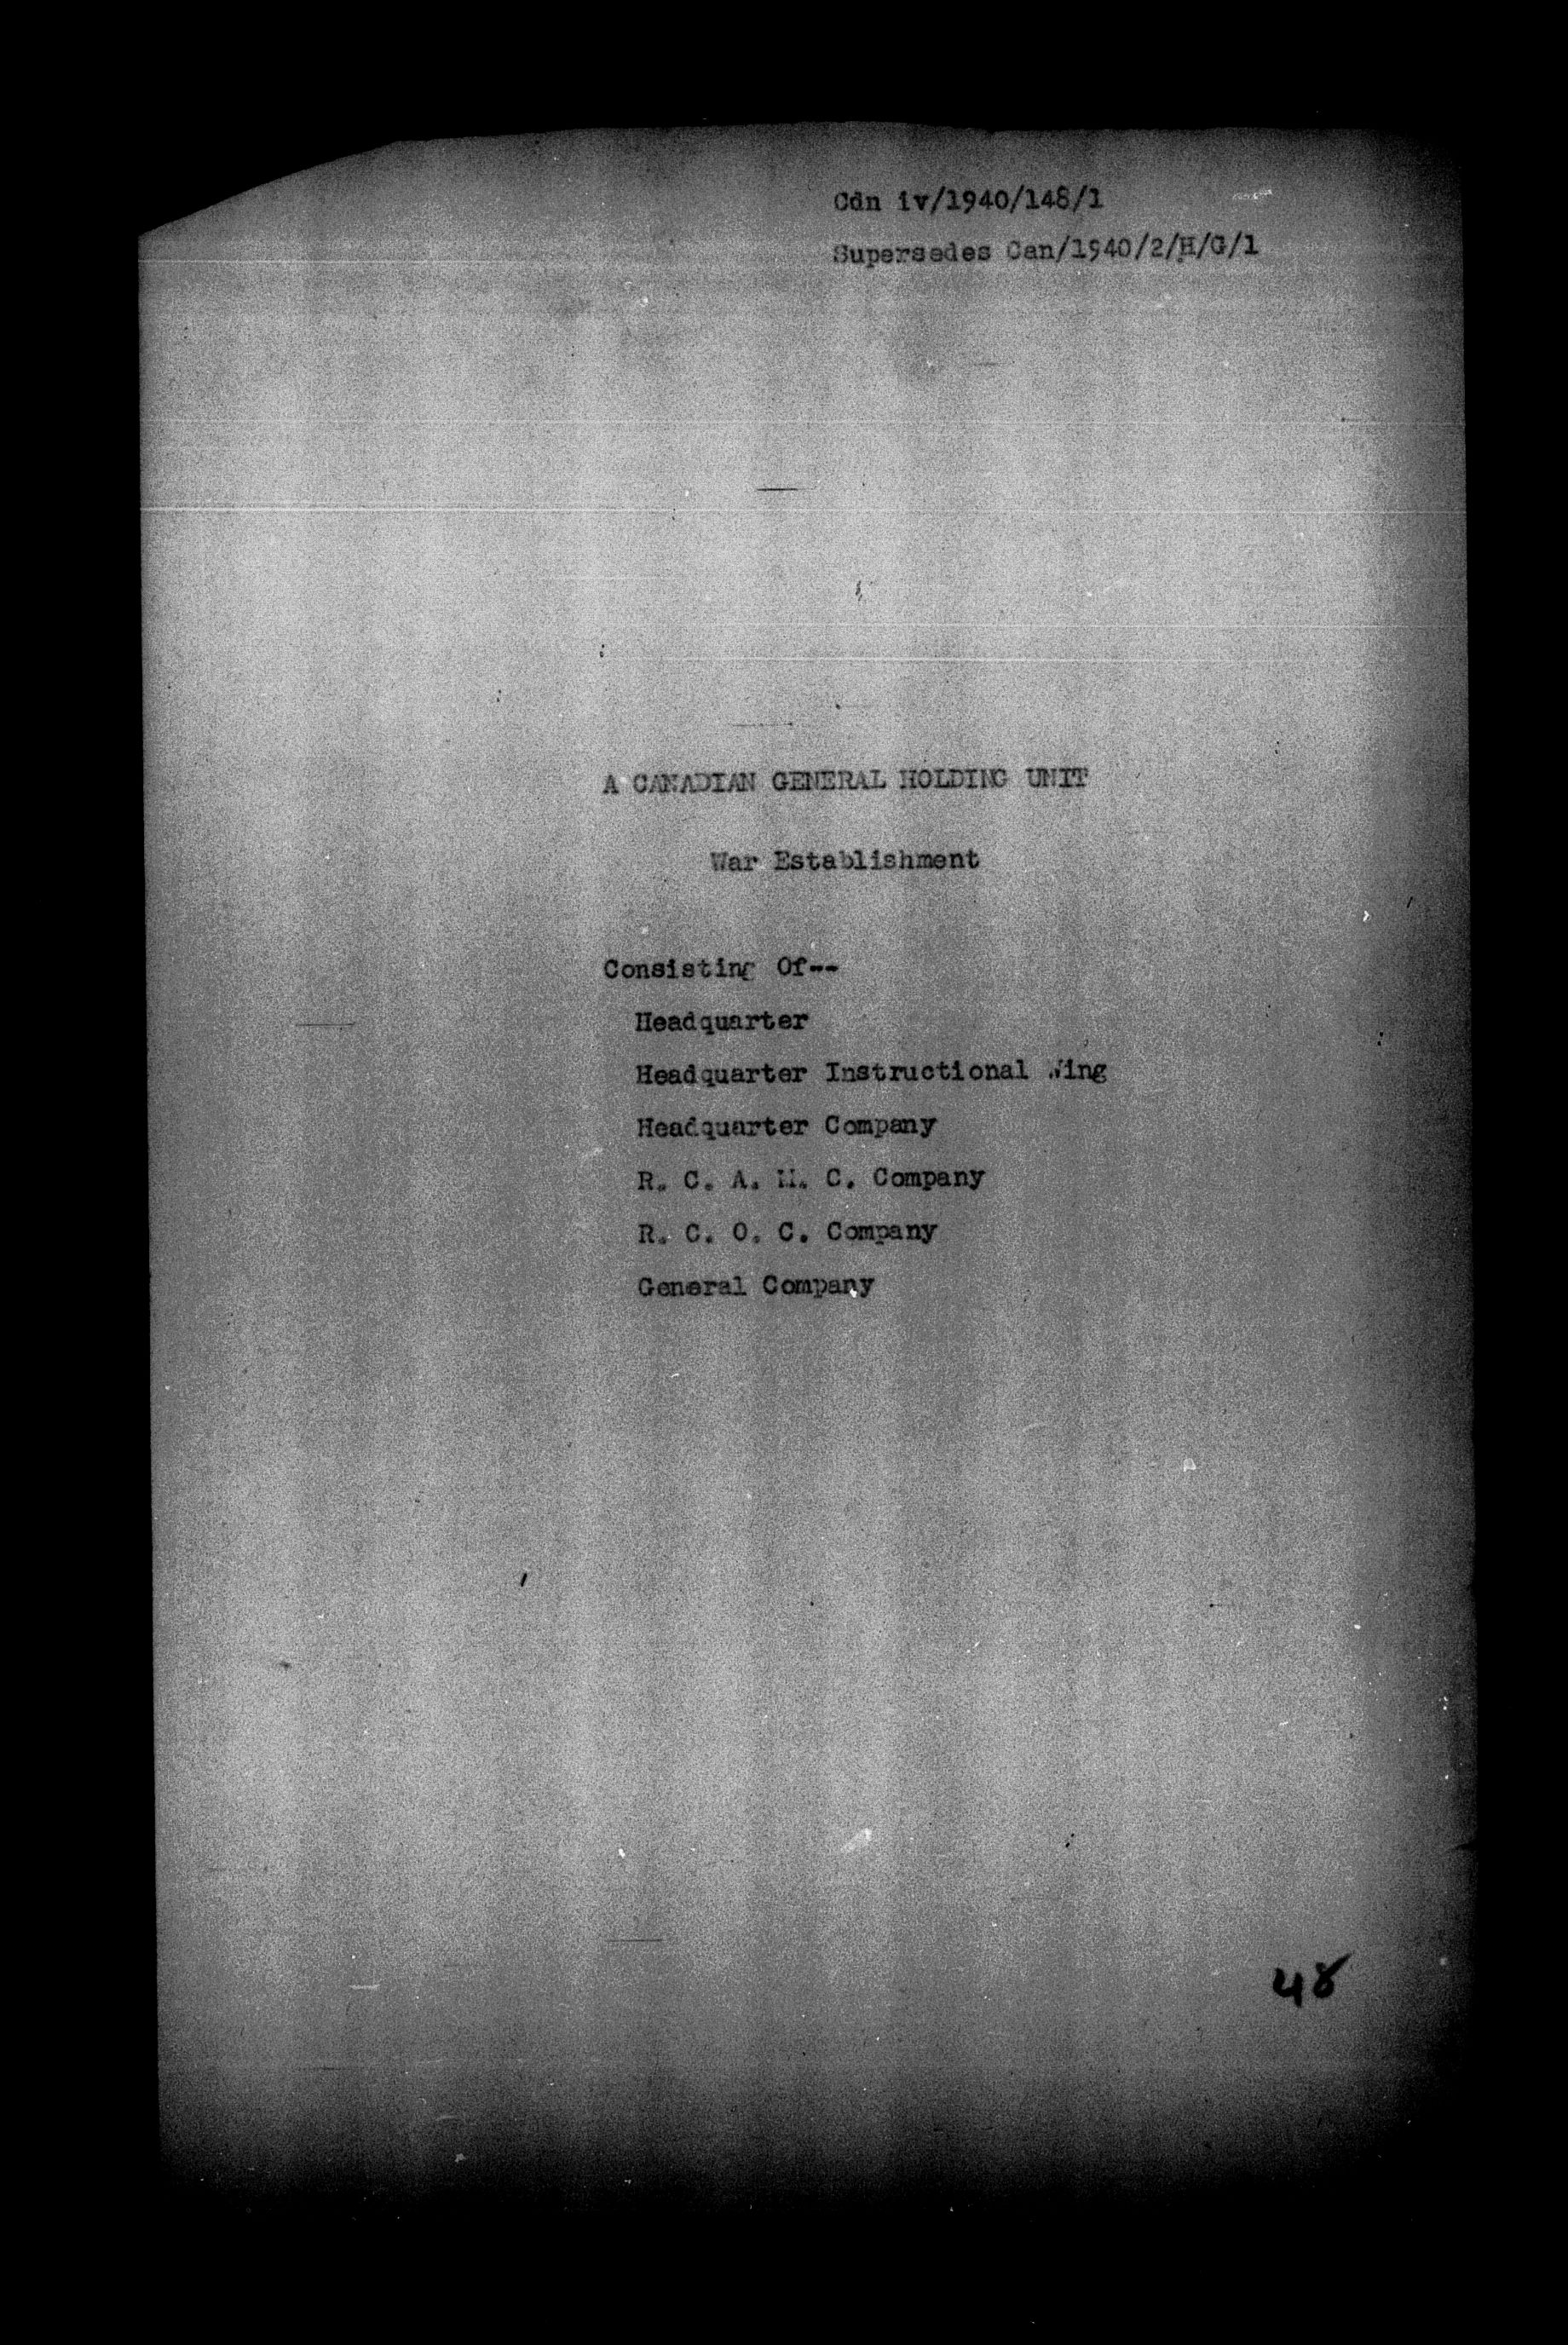 Cdn iv/1940/148/1
Supersedes Can/1940/2/H/G/1
A CANADIAN GENERAL HOLDING UNIT
War Establishment
Consisting Of--
Headquarter
Headquarter Instructional Wing
Headquarter Company
R. C. A. M. C. Company
R. C. O. C. Company
General Company
48